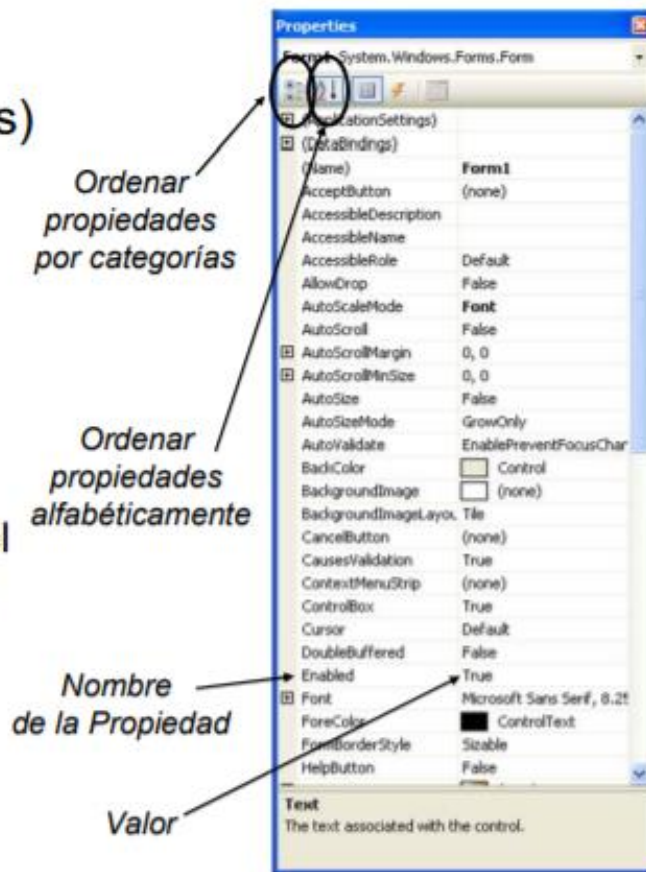 s)
Ordenar
propiedades
por categorías
Ordenar
propiedades
alfabéticamente
l
Nombre
de la Propiedad
Valor
Properties
Form1 System.Windows.Forms.Form
(ApplicationSettings)
(DataBindings)
(Name) Form1
AcceptButton (none)
AccessibleDescription
AccessibleName
AccessibleRole Default
AllowDrop False
AutoScaleMode Font
AutoScroll False
AutoScrollMargin 0, 0
AutoScrollMinSize 0, 0
AutoSize False
AutoSizeMode GrowOnly
AutoValidate EnablePreventFocusChar
BackColor Control
BackgroundImage (none)
BackgroundImageLayou Tile
CancelButton (none)
CausesValidation True
ContextMenuStrip (none)
ControlBox True
Cursor Default
DoubleBuffered False
Enabled True
Font Microsoft Sans Serif, 8.25
ForeColor ControlText
FormBorderStyle Sizable
HelpButton False
Text
The text associated with the control.